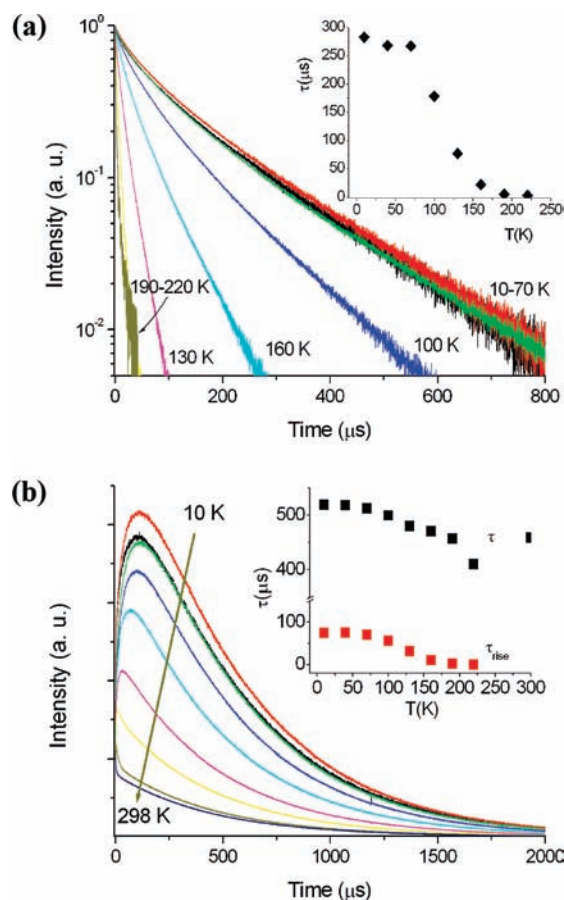 (a)
10⁰
10⁻¹
10⁻²
Intensity (a. u.)
300
250
200
150
100
50
0
τ(μs)
0 50 100 150 200 250
T(K)
190-220 K
130 K
160 K
100 K
10-70 K
0 200 400 600 800
Time (μs)
(b)
Intensity (a. u.)
10 K
298 K
500
400
100
0
τ(μs)
τ
τrise
0 50 100 150 200 250 300
T(K)
0 500 1000 1500 2000
Time (μs)